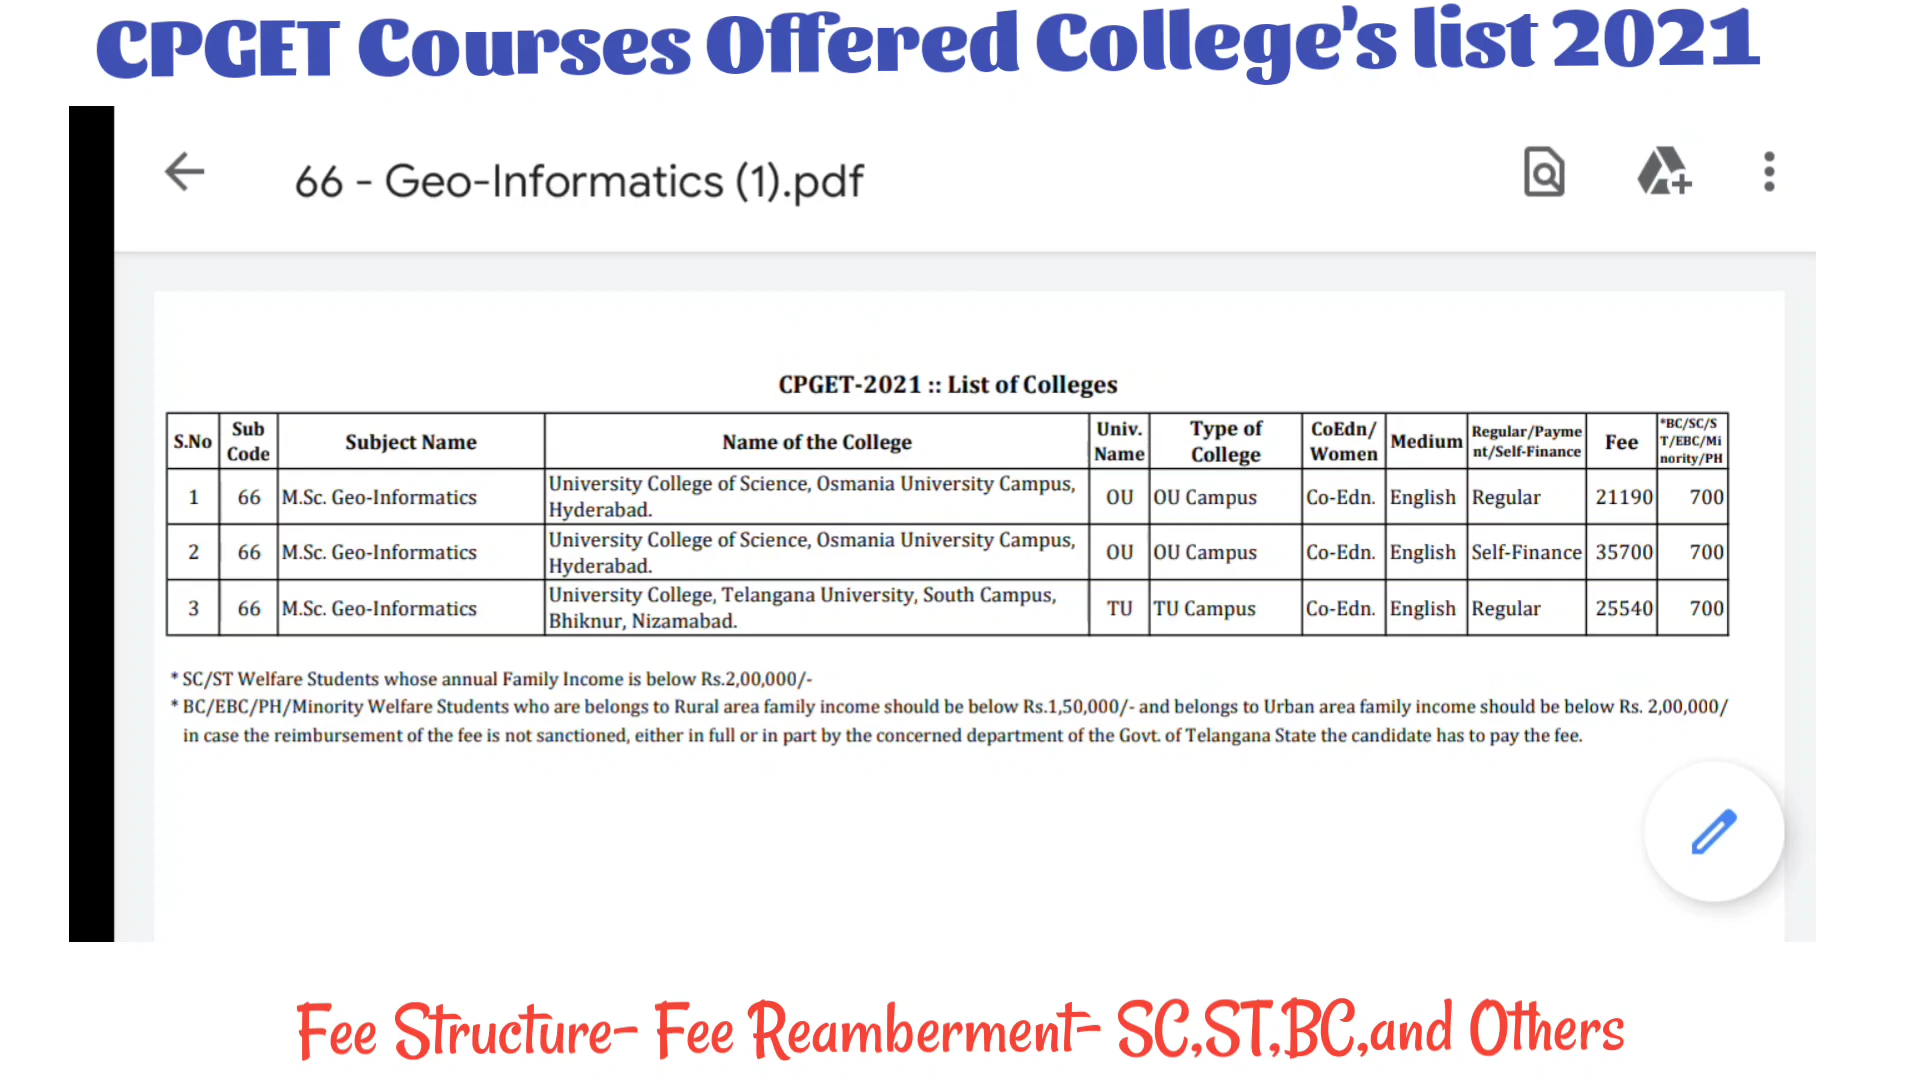 CPGET Courses Offered College's list 2021
66 - Geo-Informatics (1).pdf
CPGET-2021 :: List of Colleges
S.No Sub Code Subject Name Name of the College Univ. Name Type of College CoEdn/ Women Medium Regular/Payme nt/Self-Finance Fee *BC/SC/S T/EBC/Mi nority/PH
1 66 M.Sc. Geo-Informatics University College of Science, Osmania University Campus, Hyderabad. OU OU Campus Co-Edn. English Regular 21190 700
2 66 M.Sc. Geo-Informatics University College of Science, Osmania University Campus, Hyderabad. OU OU Campus Co-Edn. English Self-Finance 35700 700
3 66 M.Sc. Geo-Informatics University College, Telangana University, South Campus, Bhiknur, Nizamabad. TU TU Campus Co-Edn. English Regular 25540 700
* SC/ST Welfare Students whose annual Family Income is below Rs.2,00,000/-
* BC/EBC/PH/Minority Welfare Students who are belongs to Rural area family income should be below Rs.1,50,000/- and belongs to Urban area family income should be below Rs. 2,00,000/
in case the reimbursement of the fee is not sanctioned, either in full or in part by the concerned department of the Govt. of Telangana State the candidate has to pay the fee.
Fee Structure- Fee Reamberment- SC,ST,BC,and Others